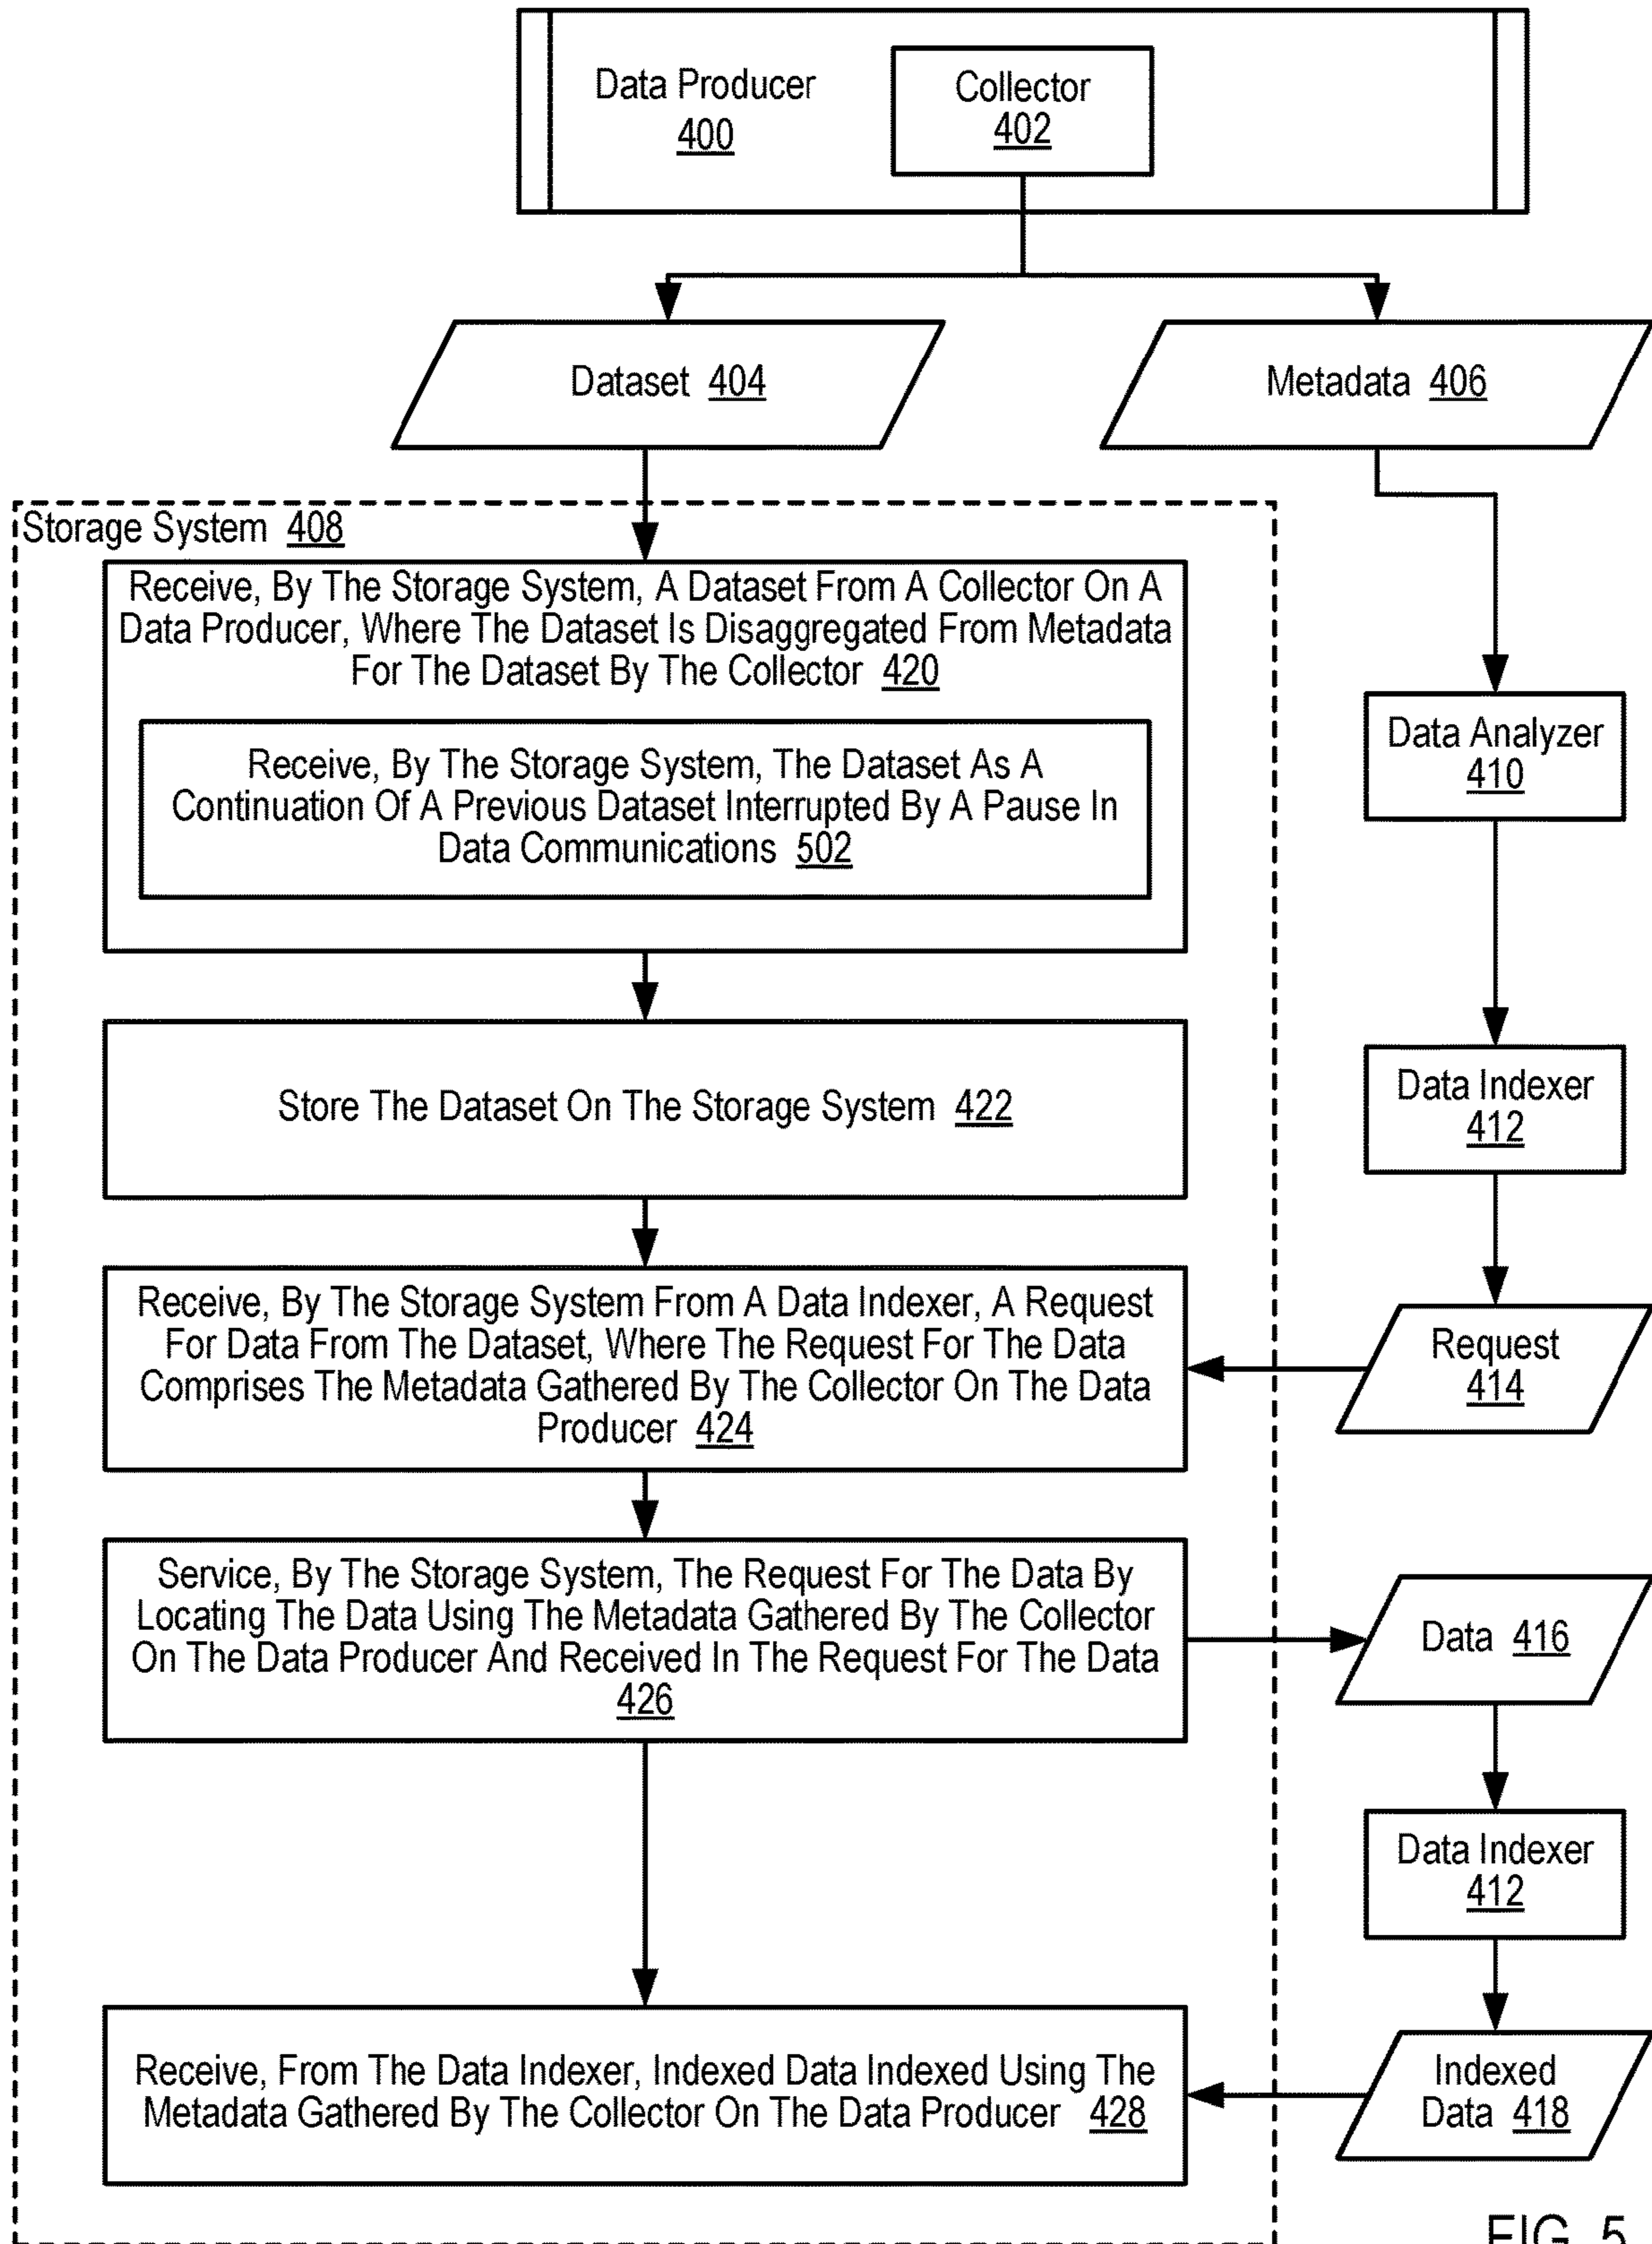 Data Producer
400
Collector
402
Dataset 404
Metadata 406
Storage System 408
Receive, By The Storage System, A Dataset From A Collector On A
Data Producer, Where The Dataset Is Disaggregated From Metadata
For The Dataset By The Collector 420
Receive, By The Storage System, The Dataset As A
Continuation Of A Previous Dataset Interrupted By A Pause In
Data Communications 502
Data Analyzer
410
Store The Dataset On The Storage System 422
Data Indexer
412
Receive, By The Storage System From A Data Indexer, A Request
For Data From The Dataset, Where The Request For The Data
Comprises The Metadata Gathered By The Collector On The Data
Producer 424
Request
414
Service, By The Storage System, The Request For The Data By
Locating The Data Using The Metadata Gathered By The Collector
On The Data Producer And Received In The Request For The Data
426
Data 416
Data Indexer
412
Receive, From The Data Indexer, Indexed Data Indexed Using The
Metadata Gathered By The Collector On The Data Producer 428
Indexed
Data 418
FIG. 5